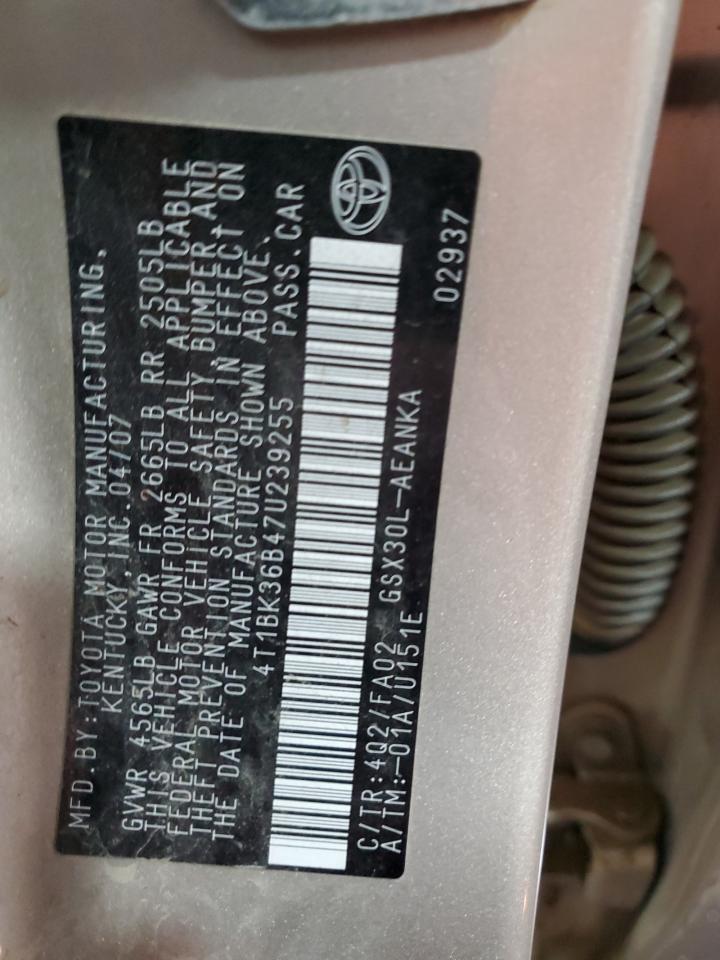 MFD.BY:TOYOTA MOTOR MANUFACTURING,
KENTUCKY,INC.04/07
GVWR 4565LB GAWR FR 2665LB RR 2505LB
THIS VEHICLE CONFORMS TO ALL APPLICABLE
FEDERAL MOTOR VEHICLE SAFETY,BUMPER,AND
THEFT PREVENTION STANDARDS IN EFFECT ON
THE DATE OF MANUFACTURE SHOWN ABOVE.
4T1BK36B47U239255 PASS.CAR
C/TR:4Q2/FA02 GSX30L-AEANKA
A/TM:-01A/U151E 02937